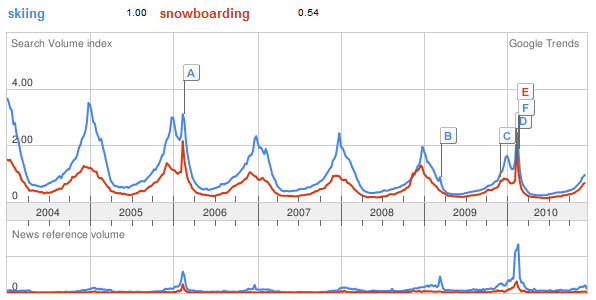 skiing 1.00 snowboarding 0.54
Search Volume index Google Trends
A
4.00
E
F
D
2.00
B C
0
2004 2005 2006 2007 2008 2009 2010
News reference volume
0